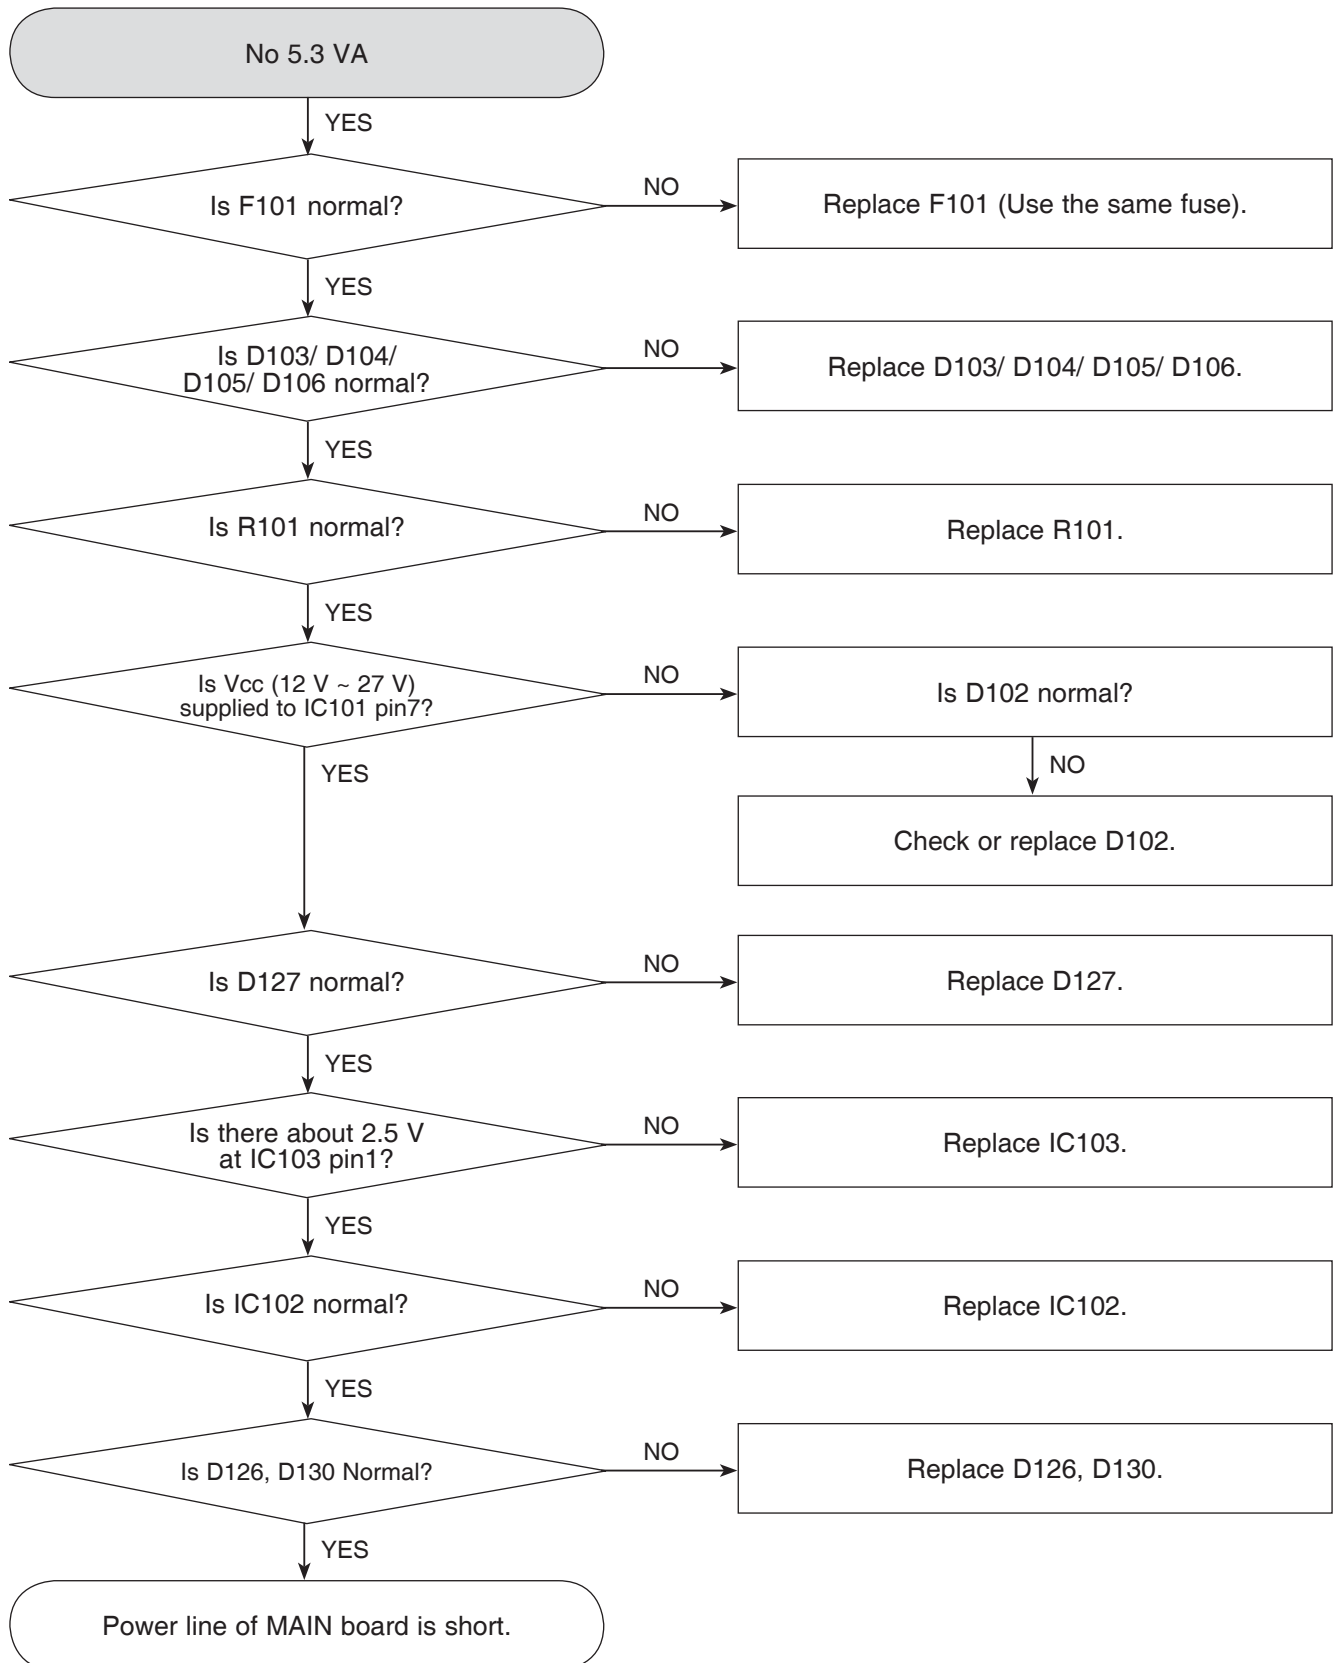 No 5.3 VA
YES
Is F101 normal?
NO
Replace F101 (Use the same fuse).
YES
Is D103/ D104/
D105/ D106 normal?
NO
Replace D103/ D104/ D105/ D106.
YES
Is R101 normal?
NO
Replace R101.
YES
Is Vcc (12 V ~ 27 V)
supplied to IC101 pin7?
NO
Is D102 normal?
YES
NO
Check or replace D102.
Is D127 normal?
NO
Replace D127.
YES
Is there about 2.5 V
at IC103 pin1?
NO
Replace IC103.
YES
Is IC102 normal?
NO
Replace IC102.
YES
Is D126, D130 Normal?
NO
Replace D126, D130.
YES
Power line of MAIN board is short.